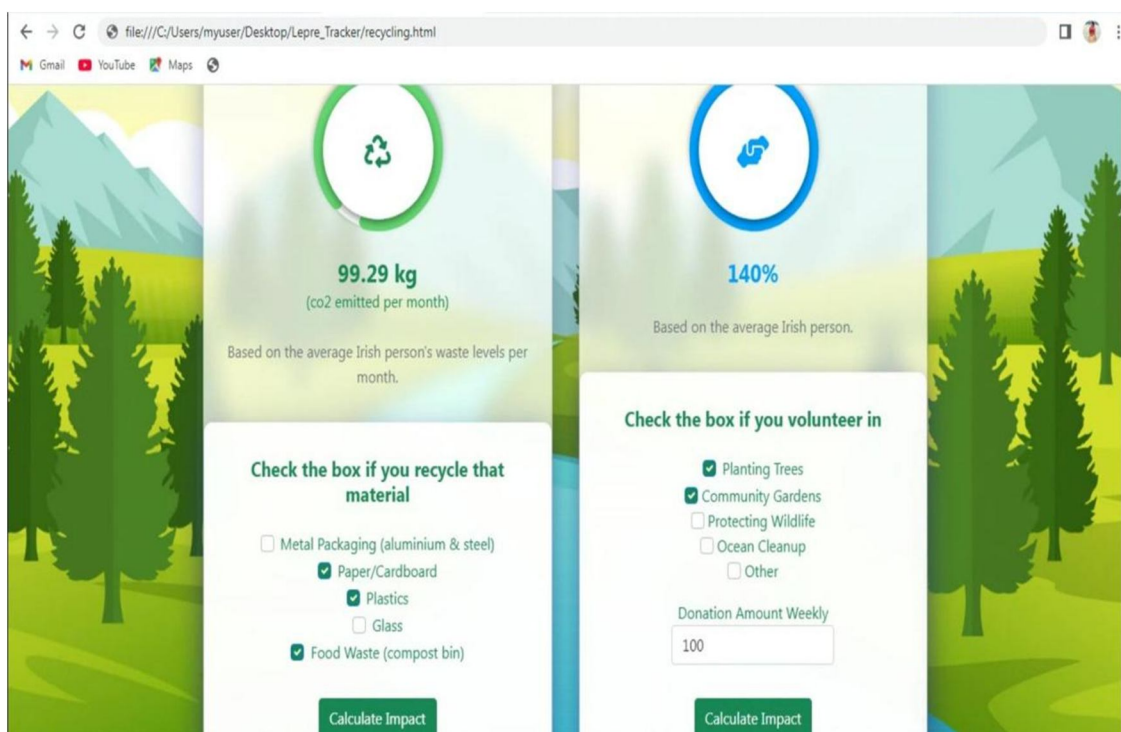 file:///C:/Users/myuser/Desktop/Lepre_Tracker/recycling.html
Gmail YouTube Maps
99.29 kg
(co2 emitted per month)
Based on the average Irish person's waste levels per
month.
Check the box if you recycle that
material
Metal Packaging (aluminium & steel)
Paper/Cardboard
Plastics
Glass
Food Waste (compost bin)
Calculate Impact
140%
Based on the average Irish person.
Check the box if you volunteer in
Planting Trees
Community Gardens
Protecting Wildlife
Ocean Cleanup
Other
Donation Amount Weekly
100
Calculate Impact